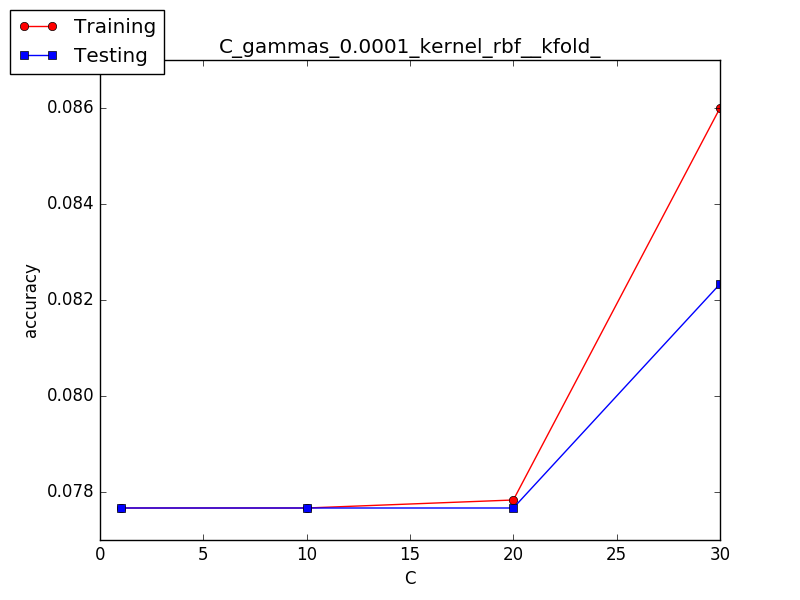 Training
Testing
C_gammas_0.0001_kernel_rbf__kfold_
0.086
0.084
0.082
0.080
0.078
accuracy
0 5 10 15 20 25 30
C